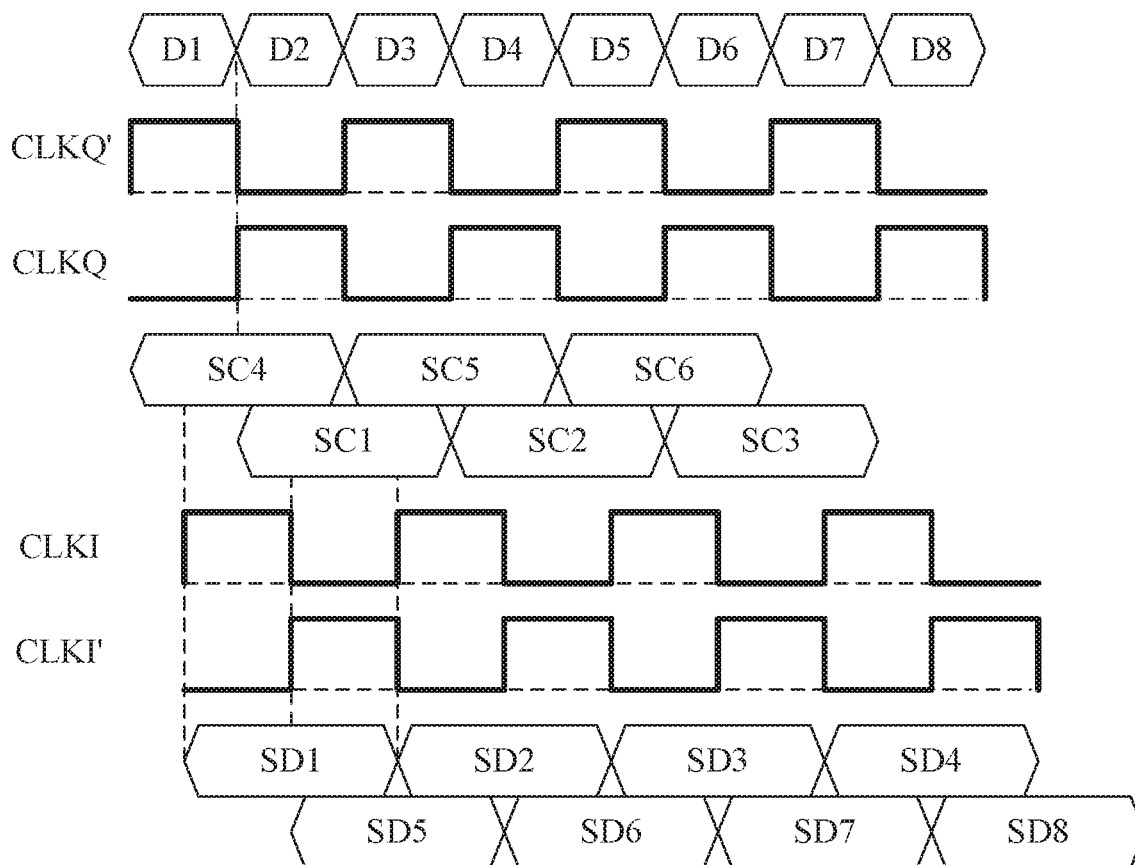 D1 D2 D3 D4 D5 D6 D7 D8
CLKQ'
CLKQ
SC4 SC5 SC6
SC1 SC2 SC3
CLKI
CLKI'
SD1 SD2 SD3 SD4
SD5 SD6 SD7 SD8